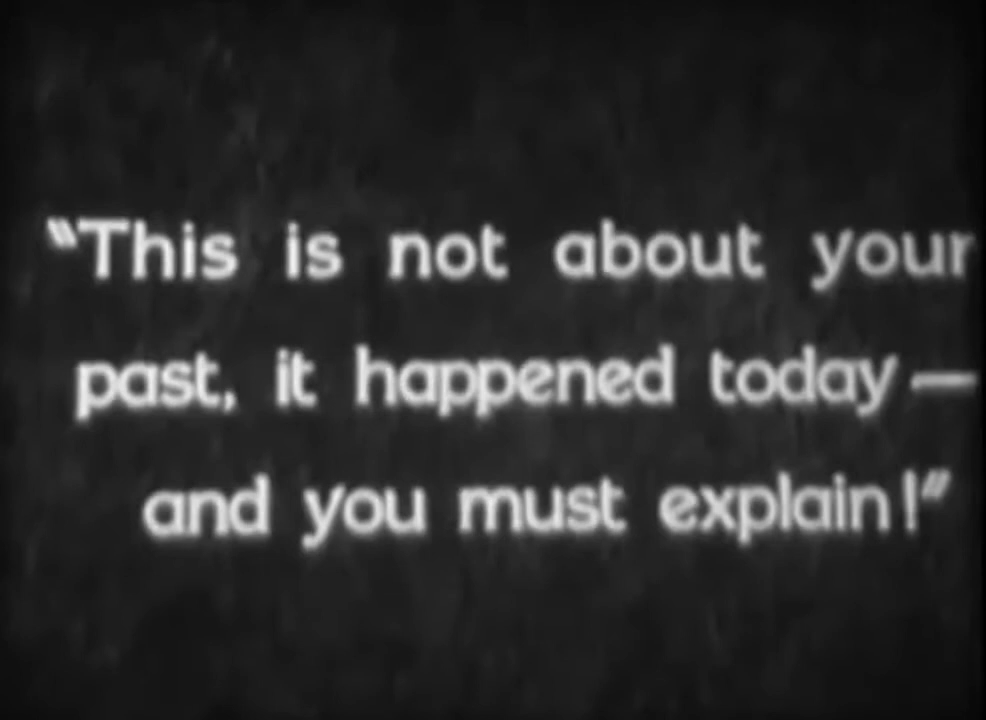 "This is not about your
past, it happened today—
and you must explain!"